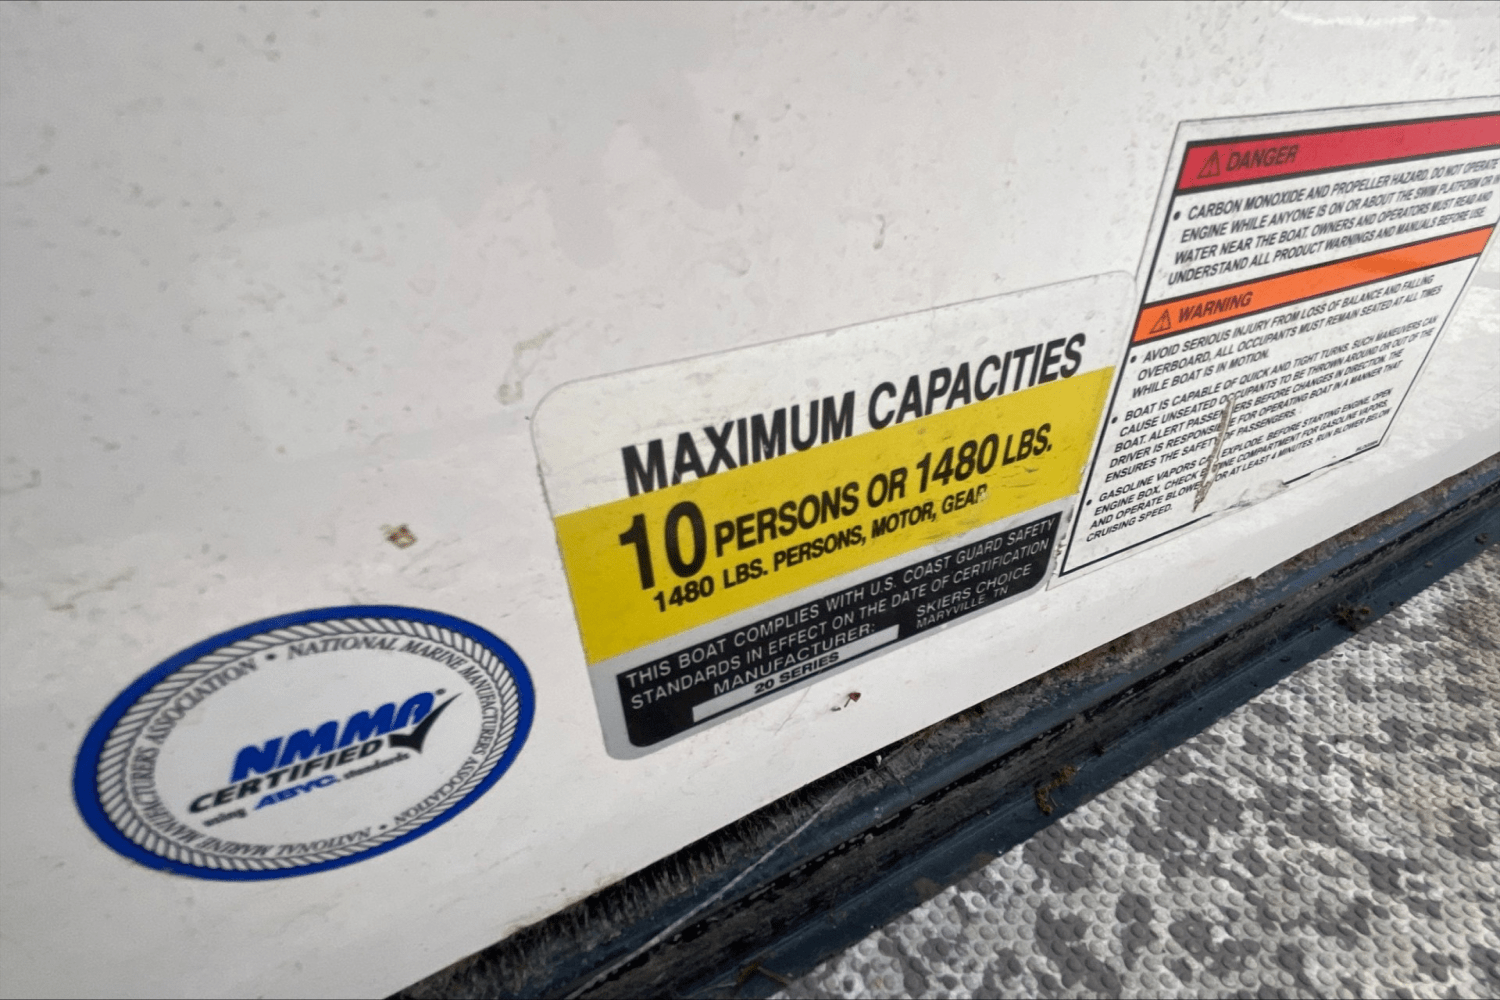 MAXIMUM CAPACITIES
10 PERSONS OR 1480 LBS.
1480 LBS. PERSONS, MOTOR, GEAR
THIS BOAT COMPLIES WITH U.S. COAST GUARD SAFETY
STANDARDS IN EFFECT ON THE DATE OF CERTIFICATION
MANUFACTURER:
SKIERS CHOICE
MARYVILLE, TN
20 SERIES
NATIONAL MARINE MANUFACTURERS ASSOCIATION • NATIONAL MARINE MANUFACTURERS ASSOCIATION •
NMMA®
CERTIFIED
using ABYC. standards
DANGER
• CARBON MONOXIDE AND PROPELLER HAZARD. DO NOT OPERATE
ENGINE WHILE ANYONE IS ON OR ABOUT THE SWIM PLATFORM OR IN
WATER NEAR THE BOAT. OWNERS AND OPERATORS MUST READ AND
UNDERSTAND ALL PRODUCT WARNINGS AND MANUALS BEFORE USE.
WARNING
• AVOID SERIOUS INJURY FROM LOSS OF BALANCE AND FALLING
OVERBOARD, ALL OCCUPANTS MUST REMAIN SEATED AT ALL TIMES
WHILE BOAT IS IN MOTION.
• BOAT IS CAPABLE OF QUICK AND TIGHT TURNS. SUCH MANEUVERS CAN
CAUSE UNSEATED OCCUPANTS TO BE THROWN AROUND OR OUT OF THE
BOAT. ALERT PASSENGERS BEFORE CHANGES IN DIRECTION. THE
DRIVER IS RESPONSIBLE FOR OPERATING BOAT IN A MANNER THAT
ENSURES THE SAFETY OF PASSENGERS.
• GASOLINE VAPORS CAN EXPLODE. BEFORE STARTING ENGINE, OPEN
ENGINE BOX, CHECK ENGINE COMPARTMENT FOR GASOLINE VAPORS,
AND OPERATE BLOWER FOR AT LEAST 4 MINUTES. RUN BLOWER BELOW
CRUISING SPEED.